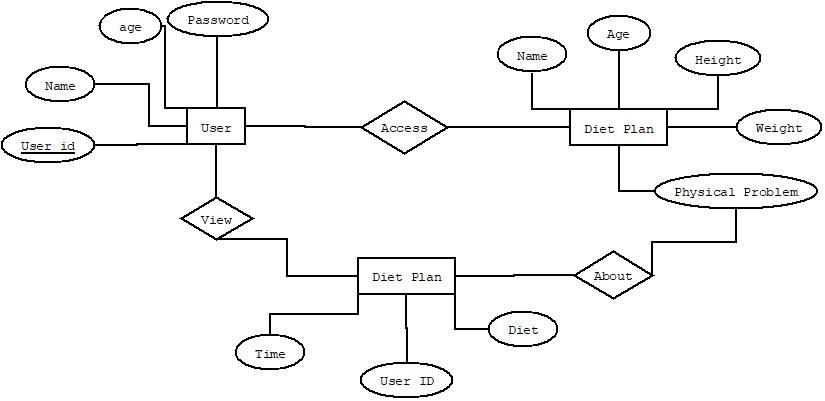 age
Password
Name
Age
Height
Name
User
Access
Diet Plan
Weight
User id
Physical Problem
View
Diet Plan
About
Time
Diet
User ID